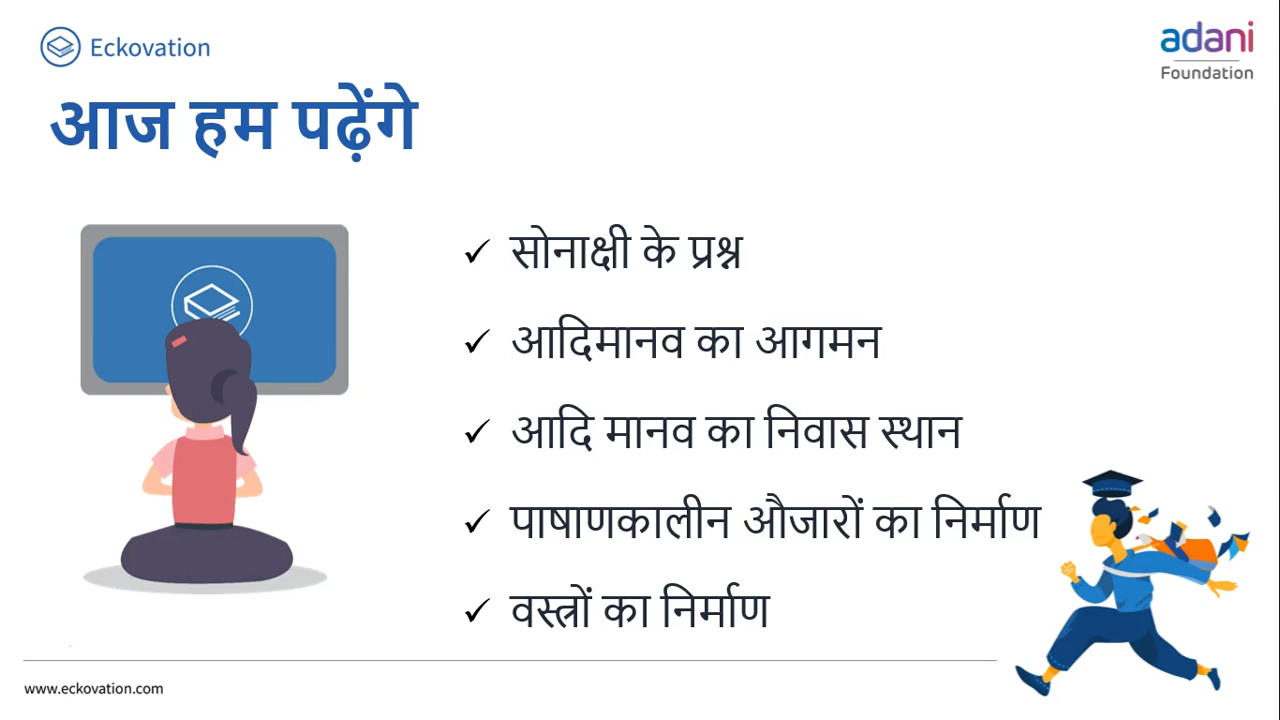 Eckovation
adani
Foundation
आज हम पढ़ेंगे
सोनाक्षी के प्रश्न
आदिमानव का आगमन
आदि मानव का निवास स्थान
पाषाणकालीन औजारों का निर्माण
वस्त्रों का निर्माण
www.eckovation.com